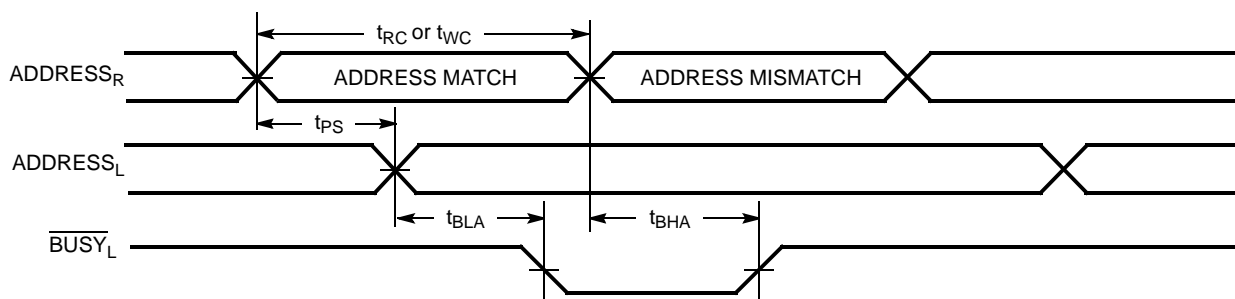 tRC or tWC
ADDRESSR
ADDRESS MATCH
ADDRESS MISMATCH
tPS
ADDRESSL
tBLA
tBHA
BUSYL